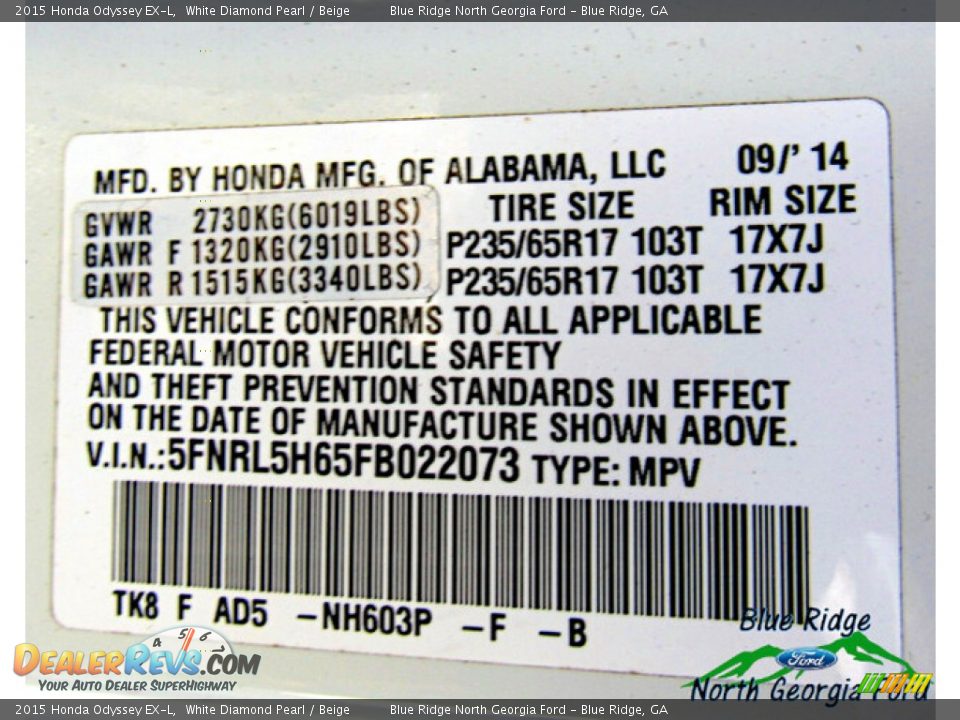 2015 Honda Odyssey EX-L, White Diamond Pearl / Beige Blue Ridge North Georgia Ford - Blue Ridge, GA
MFD. BY HONDA MFG. OF ALABAMA, LLC 09/' 14
GVWR 2730KG(6019LBS) TIRE SIZE RIM SIZE
GAWR F 1320KG(2910LBS) P235/65R17 103T 17X7J
GAWR R 1515KG(3340LBS) P235/65R17 103T 17X7J
THIS VEHICLE CONFORMS TO ALL APPLICABLE
FEDERAL MOTOR VEHICLE SAFETY
AND THEFT PREVENTION STANDARDS IN EFFECT
ON THE DATE OF MANUFACTURE SHOWN ABOVE.
V.I.N.:5FNRL5H65FB022073 TYPE: MPV
TK8 F AD5 -NH603P -F -B
Blue Ridge
Ford
North Georgia Ford
4 5 6
DEALERREVS.COM
YOUR AUTO DEALER SUPERHIGHWAY
2015 Honda Odyssey EX-L, White Diamond Pearl / Beige Blue Ridge North Georgia Ford - Blue Ridge, GA